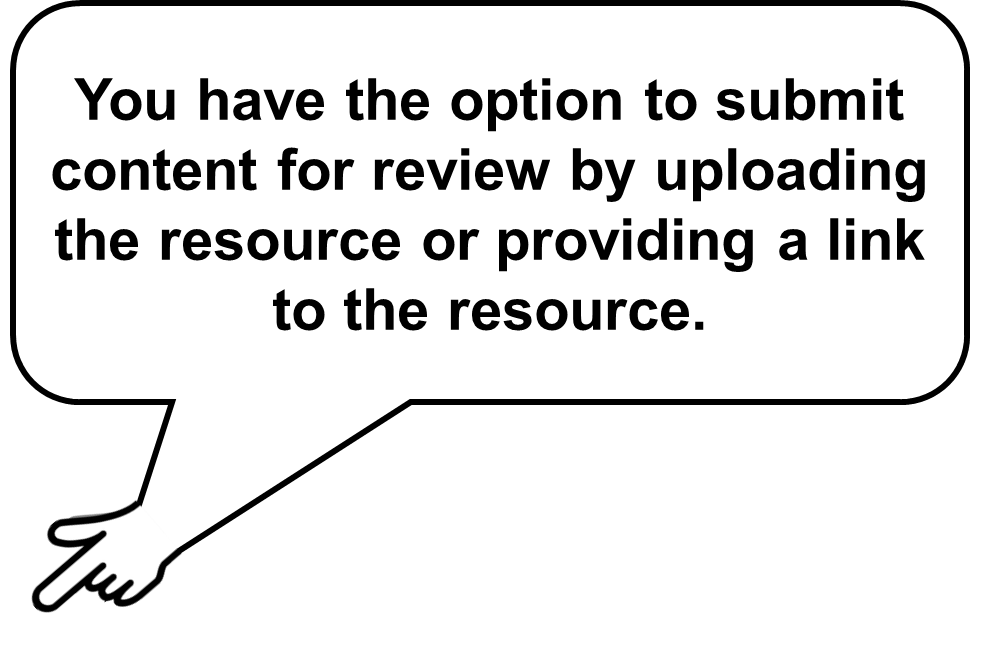 You have the option to submit
content for review by uploading
the resource or providing a link
to the resource.